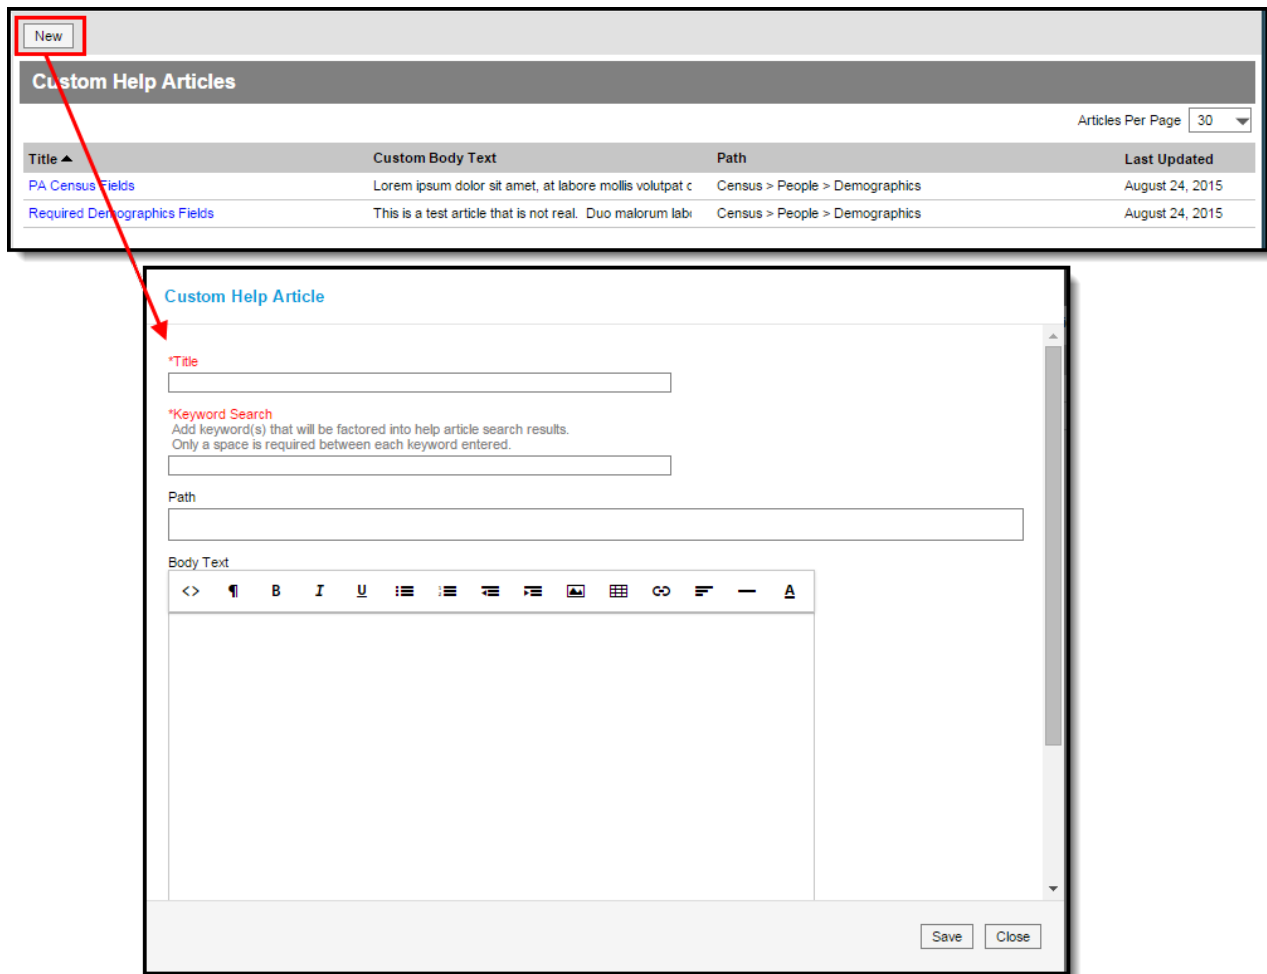 New
Custom Help Articles
Articles Per Page 30
Title Custom Body Text Path Last Updated
PA Census Fields Lorem ipsum dolor sit amet, at labore mollis volutpat c Census > People > Demographics August 24, 2015
Required Demographics Fields This is a test article that is not real. Duo malorum lab Census > People > Demographics August 24, 2015
Custom Help Article
*Title
*Keyword Search
Add keyword(s) that will be factored into help article search results.
Only a space is required between each keyword entered.
Path
Body Text
<> ¶ B I U A
Save Close